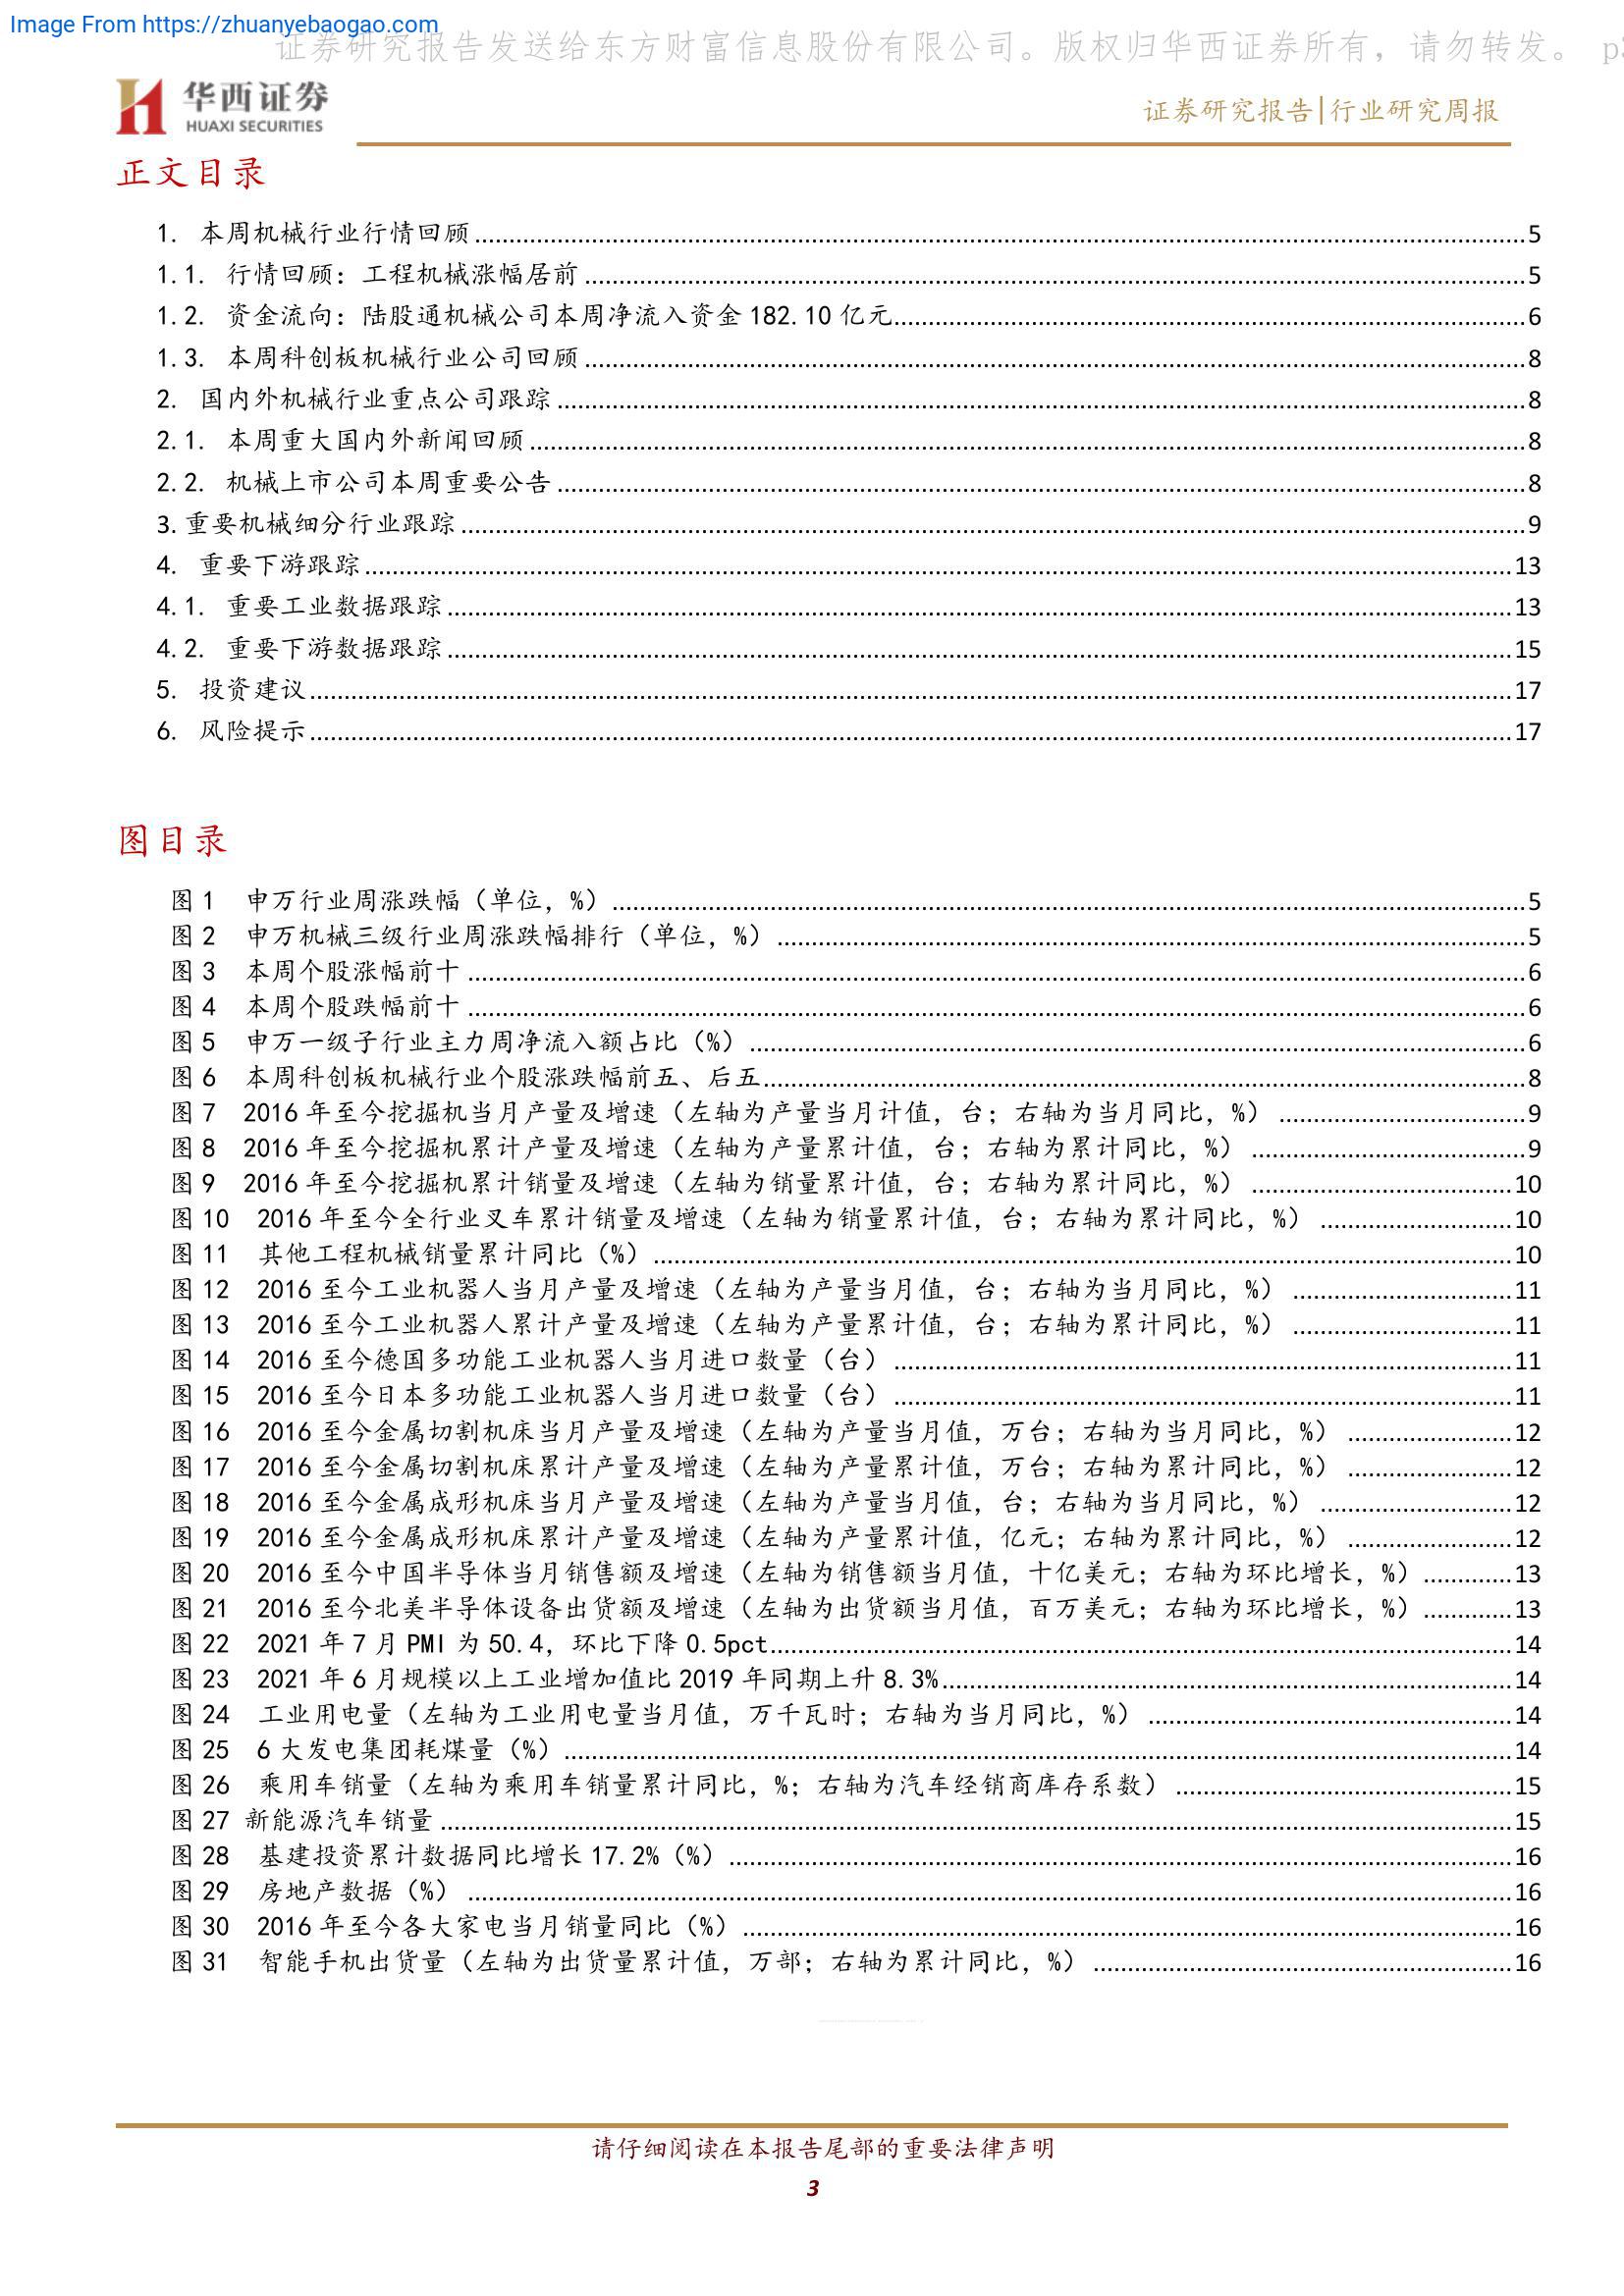 Image From https://zhuanyebaogao.com
证券研究报告发送给东方财富信息股份有限公司。版权归华西证券所有，请勿转发。 p3
华西证券
HUAXI SECURITIES
证券研究报告|行业研究周报
正文目录
1. 本周机械行业行情回顾 5
1.1. 行情回顾：工程机械涨幅居前 5
1.2. 资金流向：陆股通机械公司本周净流入资金 182.10 亿元 6
1.3. 本周科创板机械行业公司回顾 8
2. 国内外机械行业重点公司跟踪 8
2.1. 本周重大国内外新闻回顾 8
2.2. 机械上市公司本周重要公告 8
3.重要机械细分行业跟踪 9
4. 重要下游跟踪 13
4.1. 重要工业数据跟踪 13
4.2. 重要下游数据跟踪 15
5. 投资建议 17
6. 风险提示 17
图目录
图 1 申万行业周涨跌幅（单位，%） 5
图 2 申万机械三级行业周涨跌幅排行（单位，%） 5
图 3 本周个股涨幅前十 6
图 4 本周个股跌幅前十 6
图 5 申万一级子行业主力周净流入额占比（%） 6
图 6 本周科创板机械行业个股涨跌幅前五、后五 8
图 7 2016 年至今挖掘机当月产量及增速（左轴为产量当月计值，台；右轴为当月同比，%） 9
图 8 2016 年至今挖掘机累计产量及增速（左轴为产量累计值，台；右轴为累计同比，%） 9
图 9 2016 年至今挖掘机累计销量及增速（左轴为销量累计值，台；右轴为累计同比，%） 10
图 10 2016 年至今全行业叉车累计销量及增速（左轴为销量累计值，台；右轴为累计同比，%） 10
图 11 其他工程机械销量累计同比（%） 10
图 12 2016 至今工业机器人当月产量及增速（左轴为产量当月值，台；右轴为当月同比，%） 11
图 13 2016 至今工业机器人累计产量及增速（左轴为产量累计值，台；右轴为累计同比，%） 11
图 14 2016 至今德国多功能工业机器人当月进口数量（台） 11
图 15 2016 至今日本多功能工业机器人当月进口数量（台） 11
图 16 2016 至今金属切割机床当月产量及增速（左轴为产量当月值，万台；右轴为当月同比，%） 12
图 17 2016 至今金属切割机床累计产量及增速（左轴为产量累计值，万台；右轴为累计同比，%） 12
图 18 2016 至今金属成形机床当月产量及增速（左轴为产量当月值，台；右轴为当月同比，%） 12
图 19 2016 至今金属成形机床累计产量及增速（左轴为产量累计值，亿元；右轴为累计同比，%） 12
图 20 2016 至今中国半导体当月销售额及增速（左轴为销售额当月值，十亿美元；右轴为环比增长，%） 13
图 21 2016 至今北美半导体设备出货额及增速（左轴为出货额当月值，百万美元；右轴为环比增长，%） 13
图 22 2021 年 7 月 PMI 为 50.4，环比下降 0.5pct 14
图 23 2021 年 6 月规模以上工业增加值比 2019 年同期上升 8.3% 14
图 24 工业用电量（左轴为工业用电量当月值，万千瓦时；右轴为当月同比，%） 14
图 25 6 大发电集团耗煤量（%） 14
图 26 乘用车销量（左轴为乘用车销量累计同比，%；右轴为汽车经销商库存系数） 15
图 27 新能源汽车销量 15
图 28 基建投资累计数据同比增长 17.2%（%） 16
图 29 房地产数据（%） 16
图 30 2016 年至今各大家电当月销量同比（%） 16
图 31 智能手机出货量（左轴为出货量累计值，万部；右轴为累计同比，%） 16
请仔细阅读在本报告尾部的重要法律声明
3